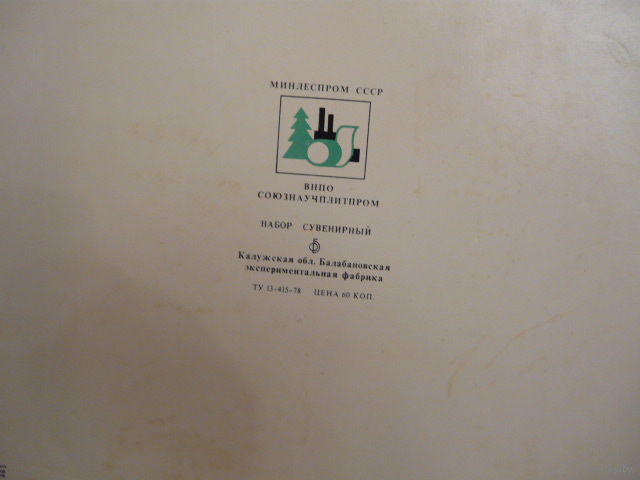 МИНЛЕСПРОМ СССР
ВНПО
СОЮЗНАУЧПЛИТПРОМ
НАБОР СУВЕНИРНЫЙ
Калужская обл. Балабановская
экспериментальная фабрика
ТУ 13-415-78 ЦЕНА 60 КОП.